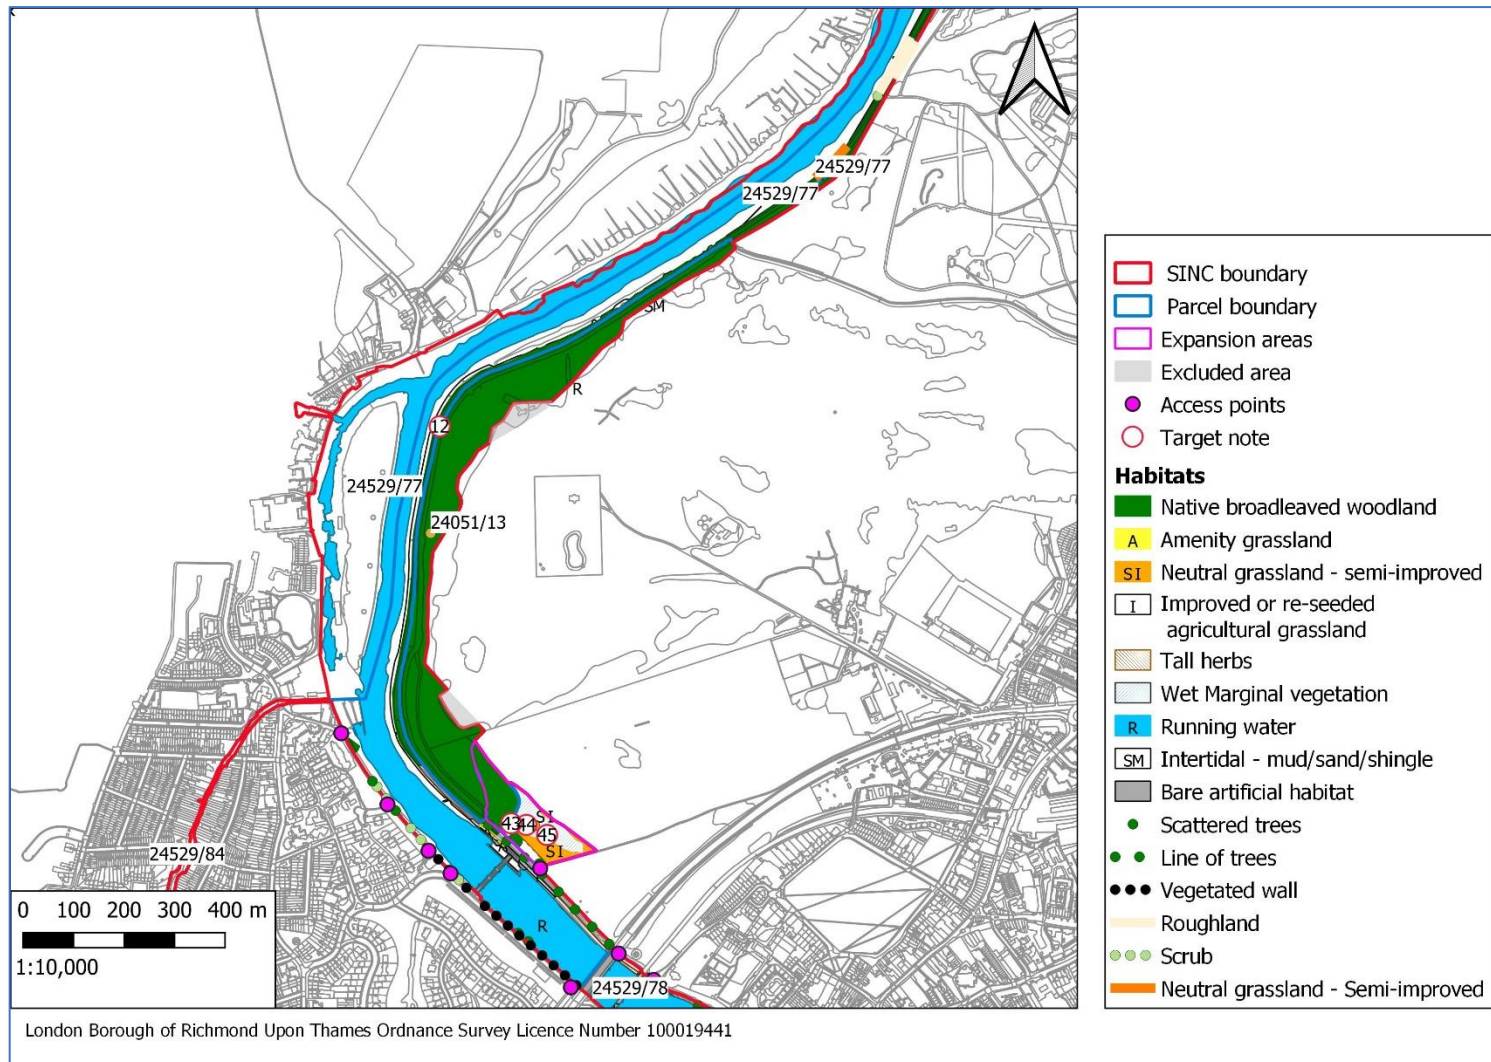 24529/77
24529/77
SM
R
12
24529/77
24051/13
43
44
SI
45
SI
24529/84
R
24529/78
0 100 200 300 400 m
1:10,000
SINC boundary
Parcel boundary
Expansion areas
Excluded area
Access points
Target note
Habitats
Native broadleaved woodland
A Amenity grassland
SI Neutral grassland - semi-improved
I Improved or re-seeded
agricultural grassland
Tall herbs
Wet Marginal vegetation
R Running water
SM Intertidal - mud/sand/shingle
Bare artificial habitat
Scattered trees
Line of trees
Vegetated wall
Roughland
Scrub
Neutral grassland - Semi-improved
London Borough of Richmond Upon Thames Ordnance Survey Licence Number 100019441